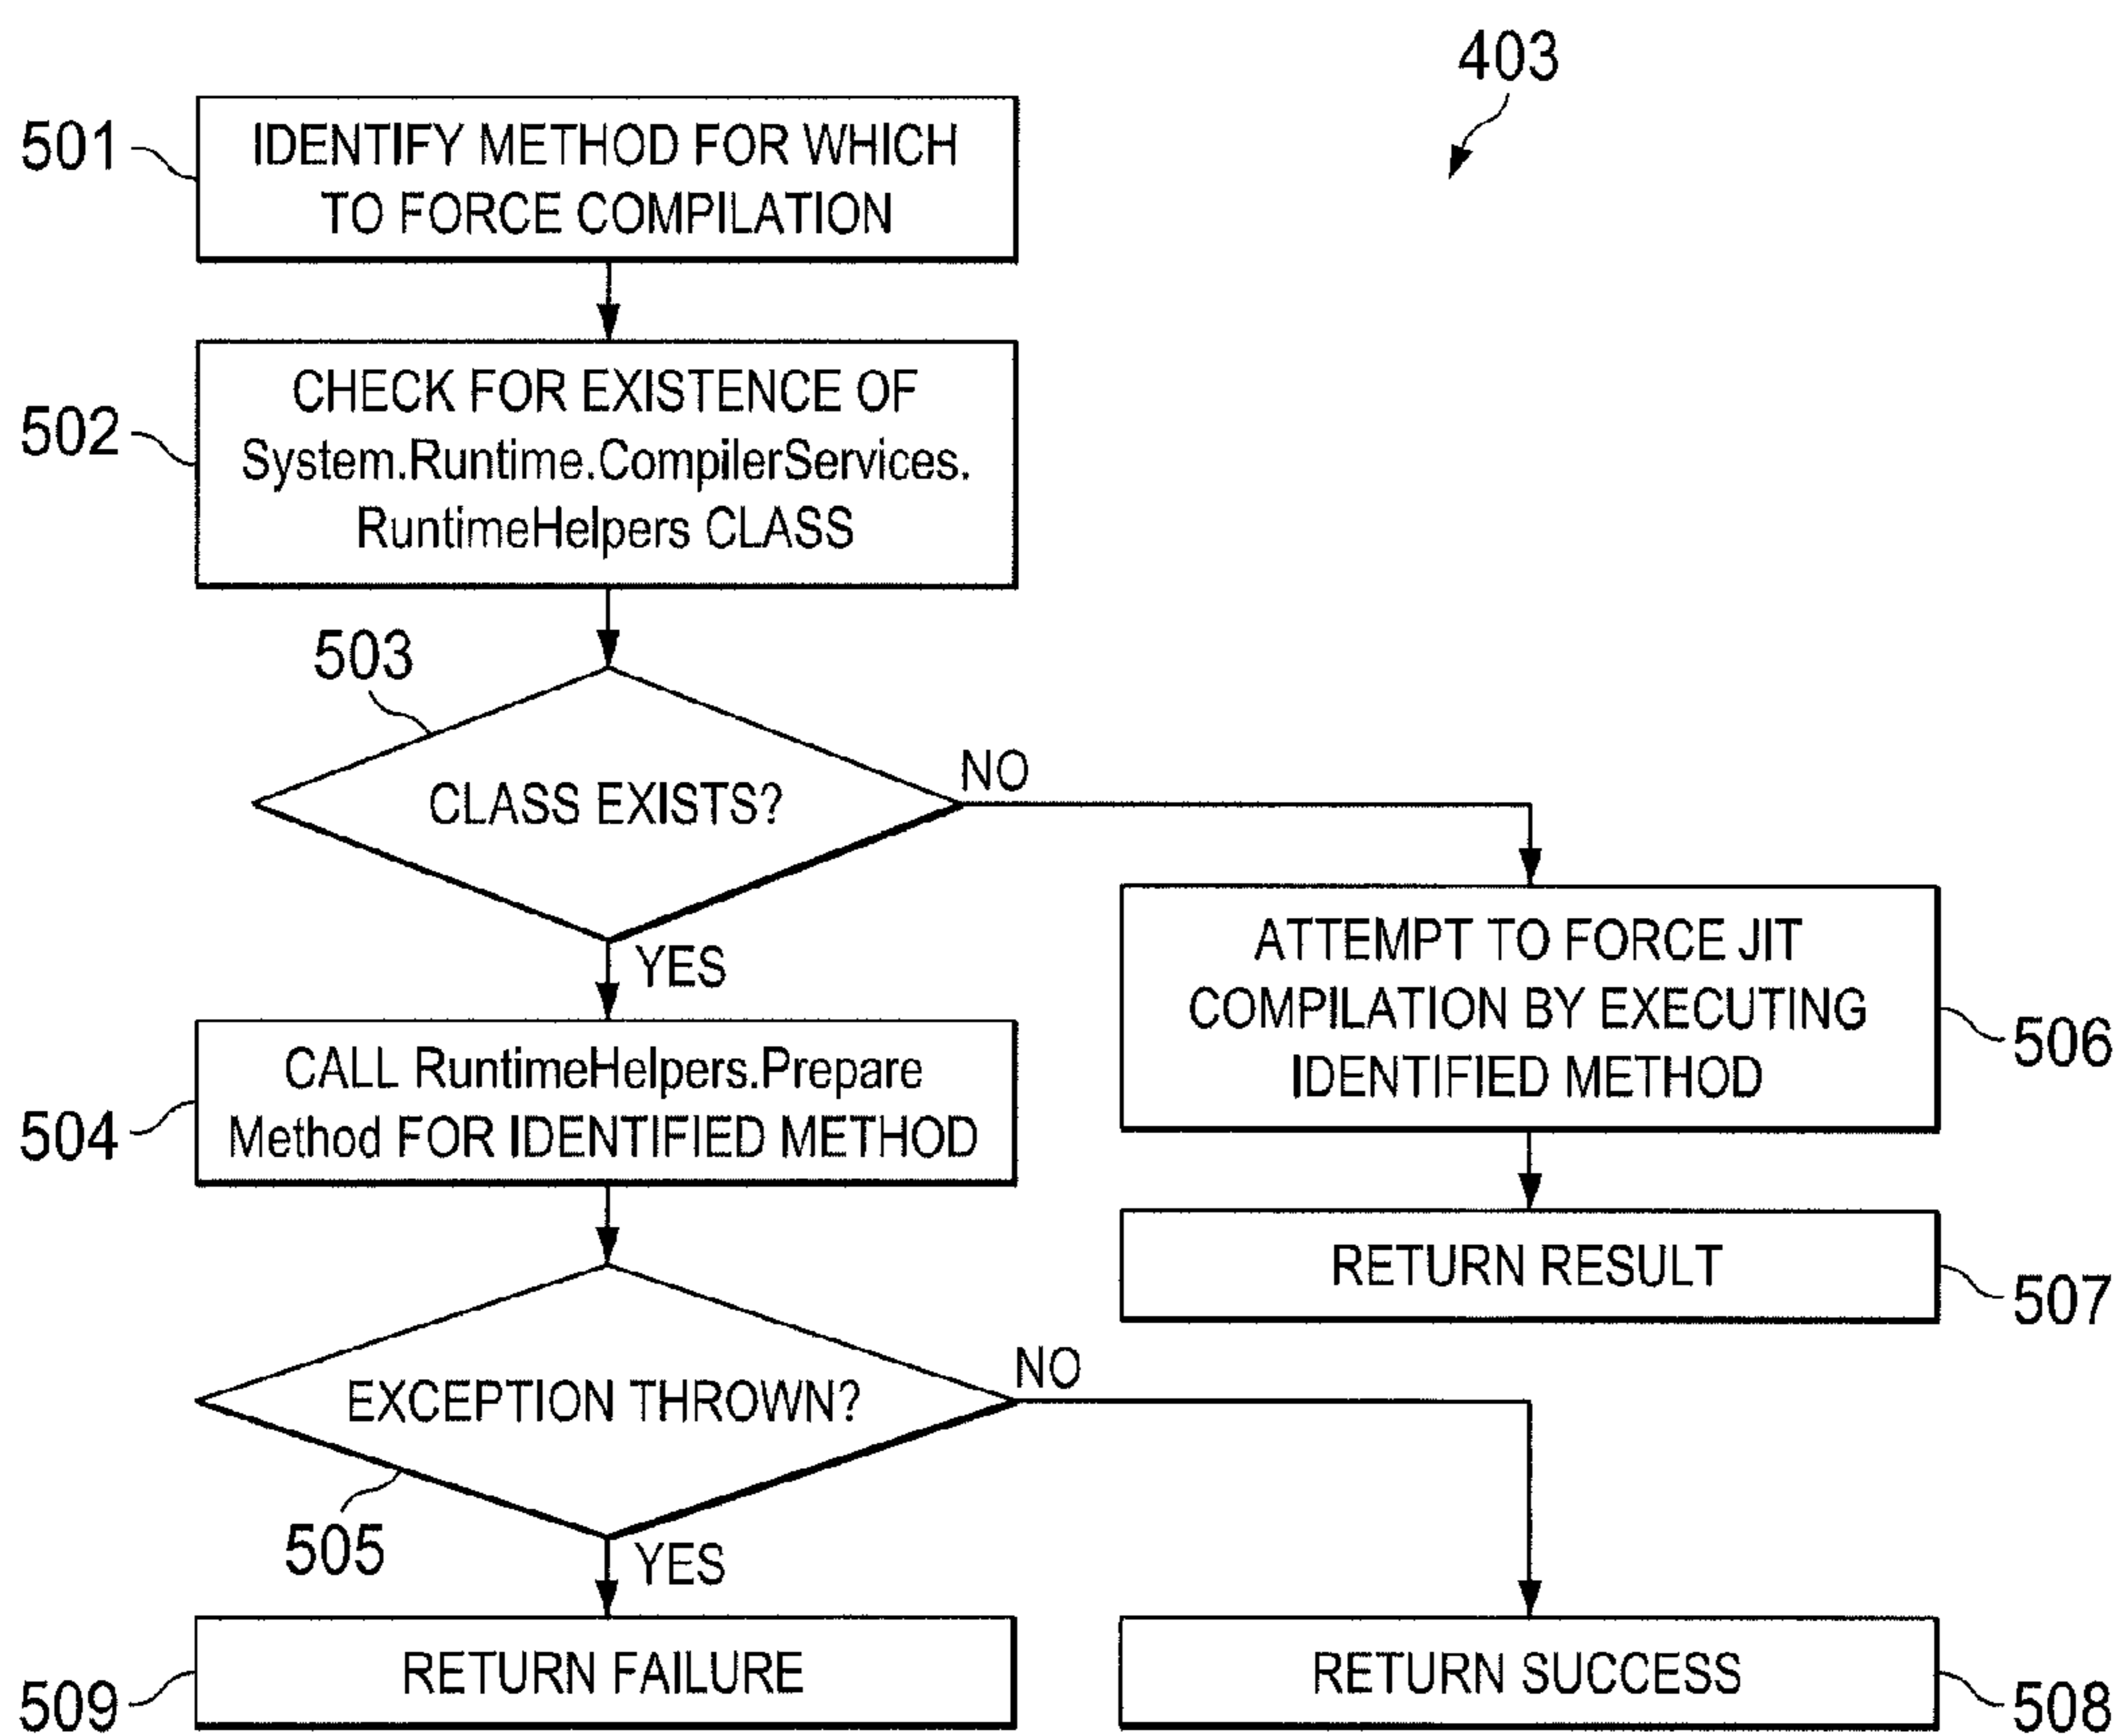 403
501
IDENTIFY METHOD FOR WHICH
TO FORCE COMPILATION
502
CHECK FOR EXISTENCE OF
System.Runtime.CompilerServices.
RuntimeHelpers CLASS
503
CLASS EXISTS?
NO
YES
504
CALL RuntimeHelpers.Prepare
Method FOR IDENTIFIED METHOD
ATTEMPT TO FORCE JIT
COMPILATION BY EXECUTING
IDENTIFIED METHOD
506
RETURN RESULT
507
EXCEPTION THROWN?
NO
505
YES
509
RETURN FAILURE
RETURN SUCCESS
508